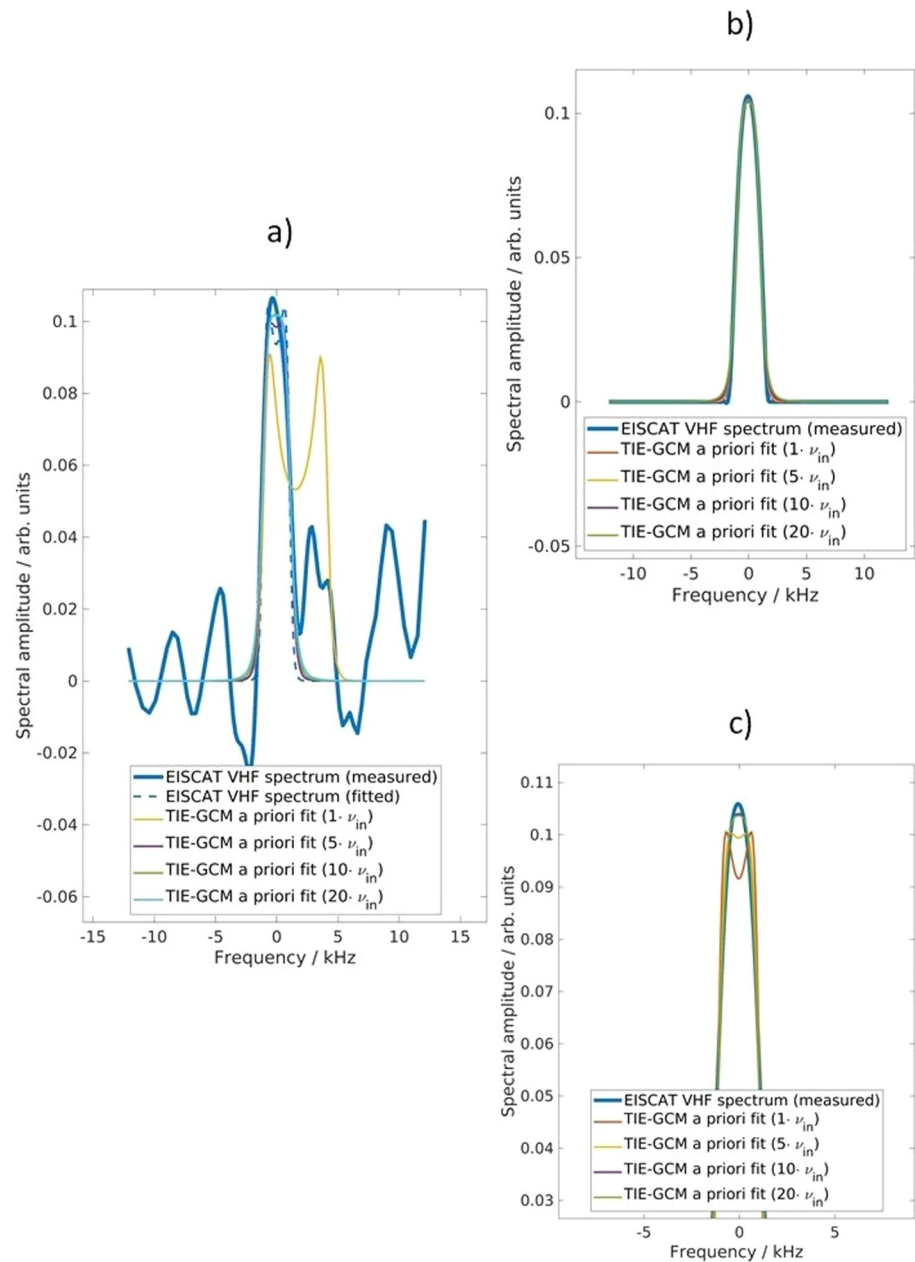 a)
Spectral amplitude / arb. units
0.1
0.08
0.06
0.04
0.02
0
-0.02
-0.04
-0.06
EISCAT VHF spectrum (measured)
EISCAT VHF spectrum (fitted)
TIE-GCM a priori fit (1· νin)
TIE-GCM a priori fit (5· νin)
TIE-GCM a priori fit (10· νin)
TIE-GCM a priori fit (20· νin)
-15 -10 -5 0 5 10 15
Frequency / kHz
b)
Spectral amplitude / arb. units
0.1
0.05
0
-0.05
EISCAT VHF spectrum (measured)
TIE-GCM a priori fit (1· νin)
TIE-GCM a priori fit (5· νin)
TIE-GCM a priori fit (10· νin)
TIE-GCM a priori fit (20· νin)
-10 -5 0 5 10
Frequency / kHz
c)
Spectral amplitude / arb. units
0.11
0.1
0.09
0.08
0.07
0.06
0.05
0.04
0.03
EISCAT VHF spectrum (measured)
TIE-GCM a priori fit (1· νin)
TIE-GCM a priori fit (5· νin)
TIE-GCM a priori fit (10· νin)
TIE-GCM a priori fit (20· νin)
-5 0 5
Frequency / kHz